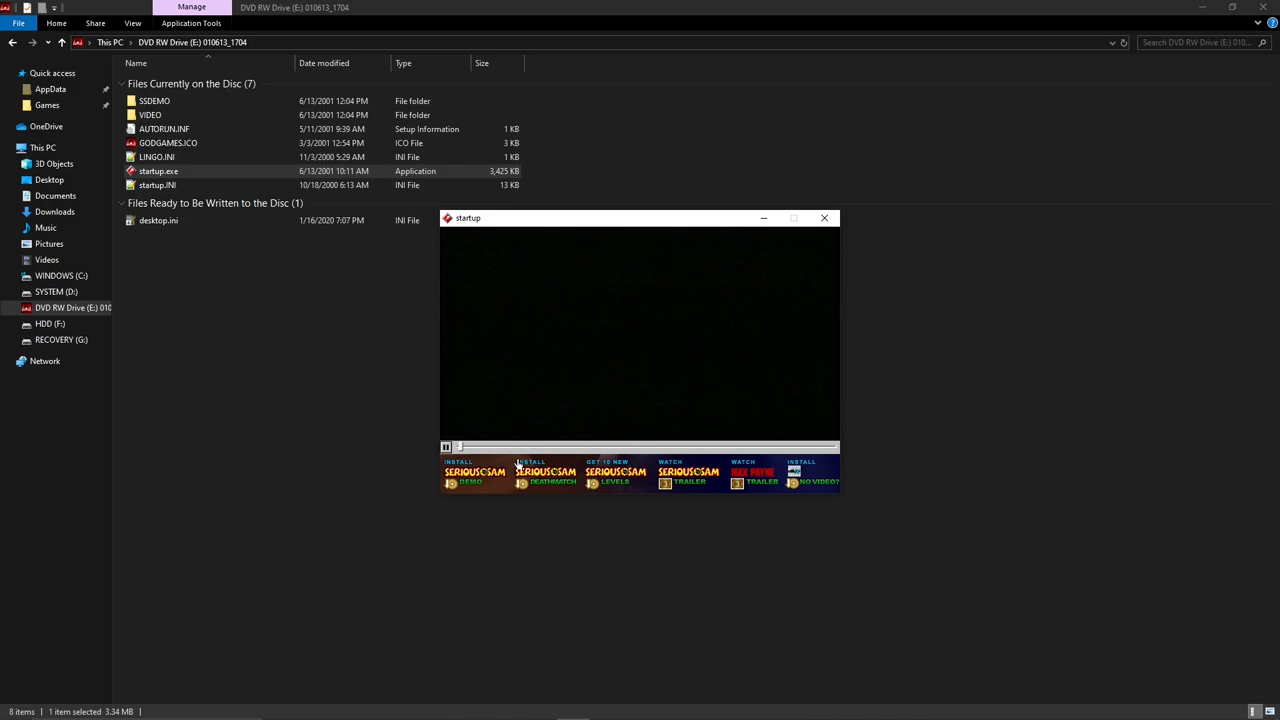 Manage
DVD RW Drive (E:) 010613_1704
File
Home
Share
View
Application Tools
This PC
DVD RW Drive (E:) 010613_1704
Search DVD RW Drive (E:) 010...
Name
Date modified
Type
Size
Quick access
AppData
Games
OneDrive
This PC
3D Objects
Desktop
Documents
Downloads
Music
Pictures
Videos
WINDOWS (C:)
SYSTEM (D:)
DVD RW Drive (E:) 010
HDD (F:)
RECOVERY (G:)
Network
Files Currently on the Disc (7)
SSDEMO 6/13/2001 12:04 PM File folder
VIDEO 6/13/2001 12:04 PM File folder
AUTORUN.INF 5/11/2001 9:39 AM Setup Information 1 KB
GODGAMES.ICO 3/3/2001 12:54 PM ICO File 3 KB
LINGO.INI 11/3/2000 5:29 AM INI File 1 KB
startup.exe 6/13/2001 10:11 AM Application 3,425 KB
startup.INI 10/18/2000 6:13 AM INI File 13 KB
Files Ready to Be Written to the Disc (1)
desktop.ini 1/16/2020 7:07 PM INI File
startup
INSTALL
SERIOUS SAM
DEMO
INSTALL
SERIOUS SAM
DEATHMATCH
GET 10 NEW
SERIOUS SAM
LEVELS
WATCH
SERIOUS SAM
TRAILER
WATCH
MAX PAYNE
TRAILER
INSTALL
NO VIDEO?
8 items
1 item selected 3.34 MB